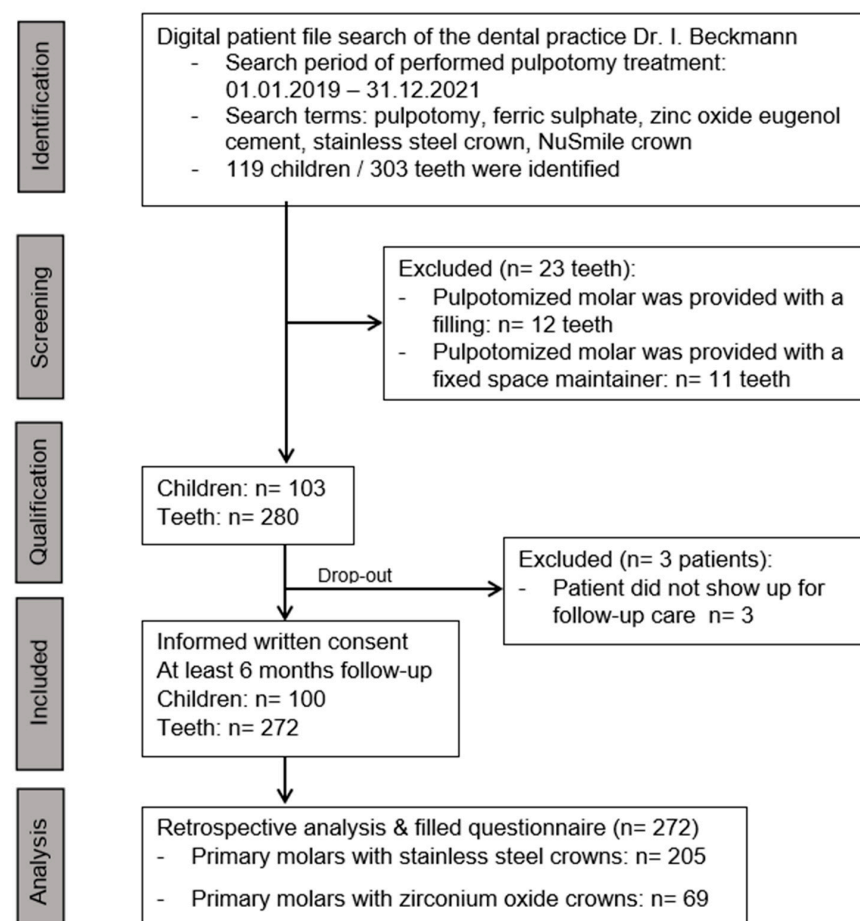 Identification
Digital patient file search of the dental practice Dr. I. Beckmann
- Search period of performed pulpotomy treatment:
01.01.2019 – 31.12.2021
- Search terms: pulpotomy, ferric sulphate, zinc oxide eugenol
cement, stainless steel crown, NuSmile crown
- 119 children / 303 teeth were identified
Screening
Excluded (n= 23 teeth):
- Pulpotomized molar was provided with a
filling: n= 12 teeth
- Pulpotomized molar was provided with a
fixed space maintainer: n= 11 teeth
Qualification
Children: n= 103
Teeth: n= 280
Drop-out
Excluded (n= 3 patients):
- Patient did not show up for
follow-up care n= 3
Included
Informed written consent
At least 6 months follow-up
Children: n= 100
Teeth: n= 272
Analysis
Retrospective analysis & filled questionnaire (n= 272)
- Primary molars with stainless steel crowns: n= 205
- Primary molars with zirconium oxide crowns: n= 69